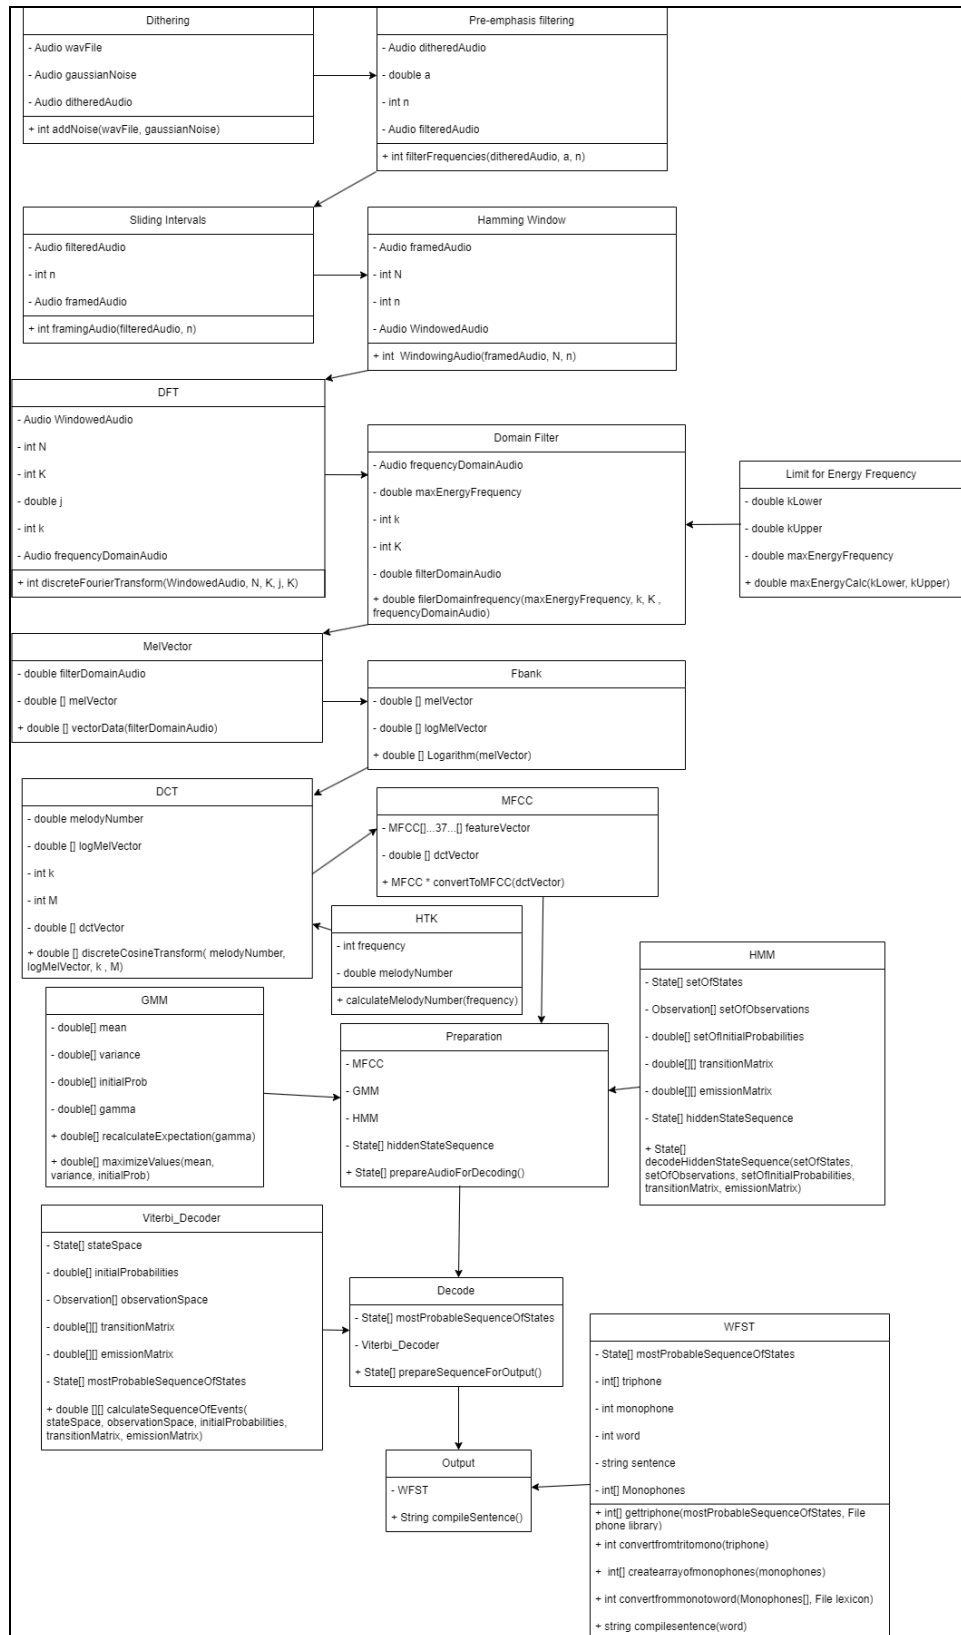 Dithering
- Audio wavFile
- Audio gaussianNoise
- Audio ditheredAudio
+ int addNoise(wavFile, gaussianNoise)
Pre-emphasis filtering
- Audio ditheredAudio
- double a
- int n
- Audio filteredAudio
+ int filterFrequencies(ditheredAudio, a, n)
Sliding Intervals
- Audio filteredAudio
- int n
- Audio framedAudio
+ int framingAudio(filteredAudio, n)
Hamming Window
- Audio framedAudio
- int N
- int n
- Audio WindowedAudio
+ int WindowingAudio(framedAudio, N, n)
DFT
- Audio WindowedAudio
- int N
- int K
- double j
- int k
- Audio frequencyDomainAudio
+ int discreteFourierTransform(WindowedAudio, N, K, j, K)
Domain Filter
- Audio frequencyDomainAudio
- double maxEnergyFrequency
- int k
- int K
- double filterDomainAudio
+ double filerDomainfrequency(maxEnergyFrequency, k, K ,
frequencyDomainAudio)
Limit for Energy Frequency
- double kLower
- double kUpper
- double maxEnergyFrequency
+ double maxEnergyCalc(kLower, kUpper)
MelVector
- double filterDomainAudio
- double [] melVector
+ double [] vectorData(filterDomainAudio)
Fbank
- double [] melVector
- double [] logMelVector
+ double [] Logarithm(melVector)
DCT
- double melodyNumber
- double [] logMelVector
- int k
- int M
- double [] dctVector
+ double [] discreteCosineTransform( melodyNumber,
logMelVector, k , M)
MFCC
- MFCC[]...37...[] featureVector
- double [] dctVector
+ MFCC * convertToMFCC(dctVector)
HTK
- int frequency
- double melodyNumber
+ calculateMelodyNumber(frequency)
HMM
- State[] setOfStates
- Observation[] setOfObservations
- double[] setOfInitialProbabilities
- double[][] transitionMatrix
- double[][] emissionMatrix
- State[] hiddenStateSequence
+ State[]
decodeHiddenStateSequence(setOfStates,
setOfObservations, setOfInitialProbabilities,
transitionMatrix, emissionMatrix)
GMM
- double[] mean
- double[] variance
- double[] initialProb
- double[] gamma
+ double[] recalculateExpectation(gamma)
+ double[] maximizeValues(mean,
variance, initialProb)
Preparation
- MFCC
- GMM
- HMM
- State[] hiddenStateSequence
+ State[] prepareAudioForDecoding()
Viterbi_Decoder
- State[] stateSpace
- double[] initialProbabilities
- Observation[] observationSpace
- double[][] transitionMatrix
- double[][] emissionMatrix
- State[] mostProbableSequenceOfStates
+ double [][] calculateSequenceOfEvents(
stateSpace, observationSpace, initialProbabilities,
transitionMatrix, emissionMatrix)
Decode
- State[] mostProbableSequenceOfStates
- Viterbi_Decoder
+ State[] prepareSequenceForOutput()
Output
- WFST
+ String compileSentence()
WFST
- State[] mostProbableSequenceOfStates
- int[] triphone
- int monophone
- int word
- string sentence
- int[] Monophones
+ int[] gettriphone(mostProbableSequenceOfStates, File
phone library)
+ int convertfromtritomono(triphone)
+ int[] createarrayofmonophones(monophones)
+ int convertfrommonotoword(Monophones[], File lexicon)
+ string compilesentence(word)